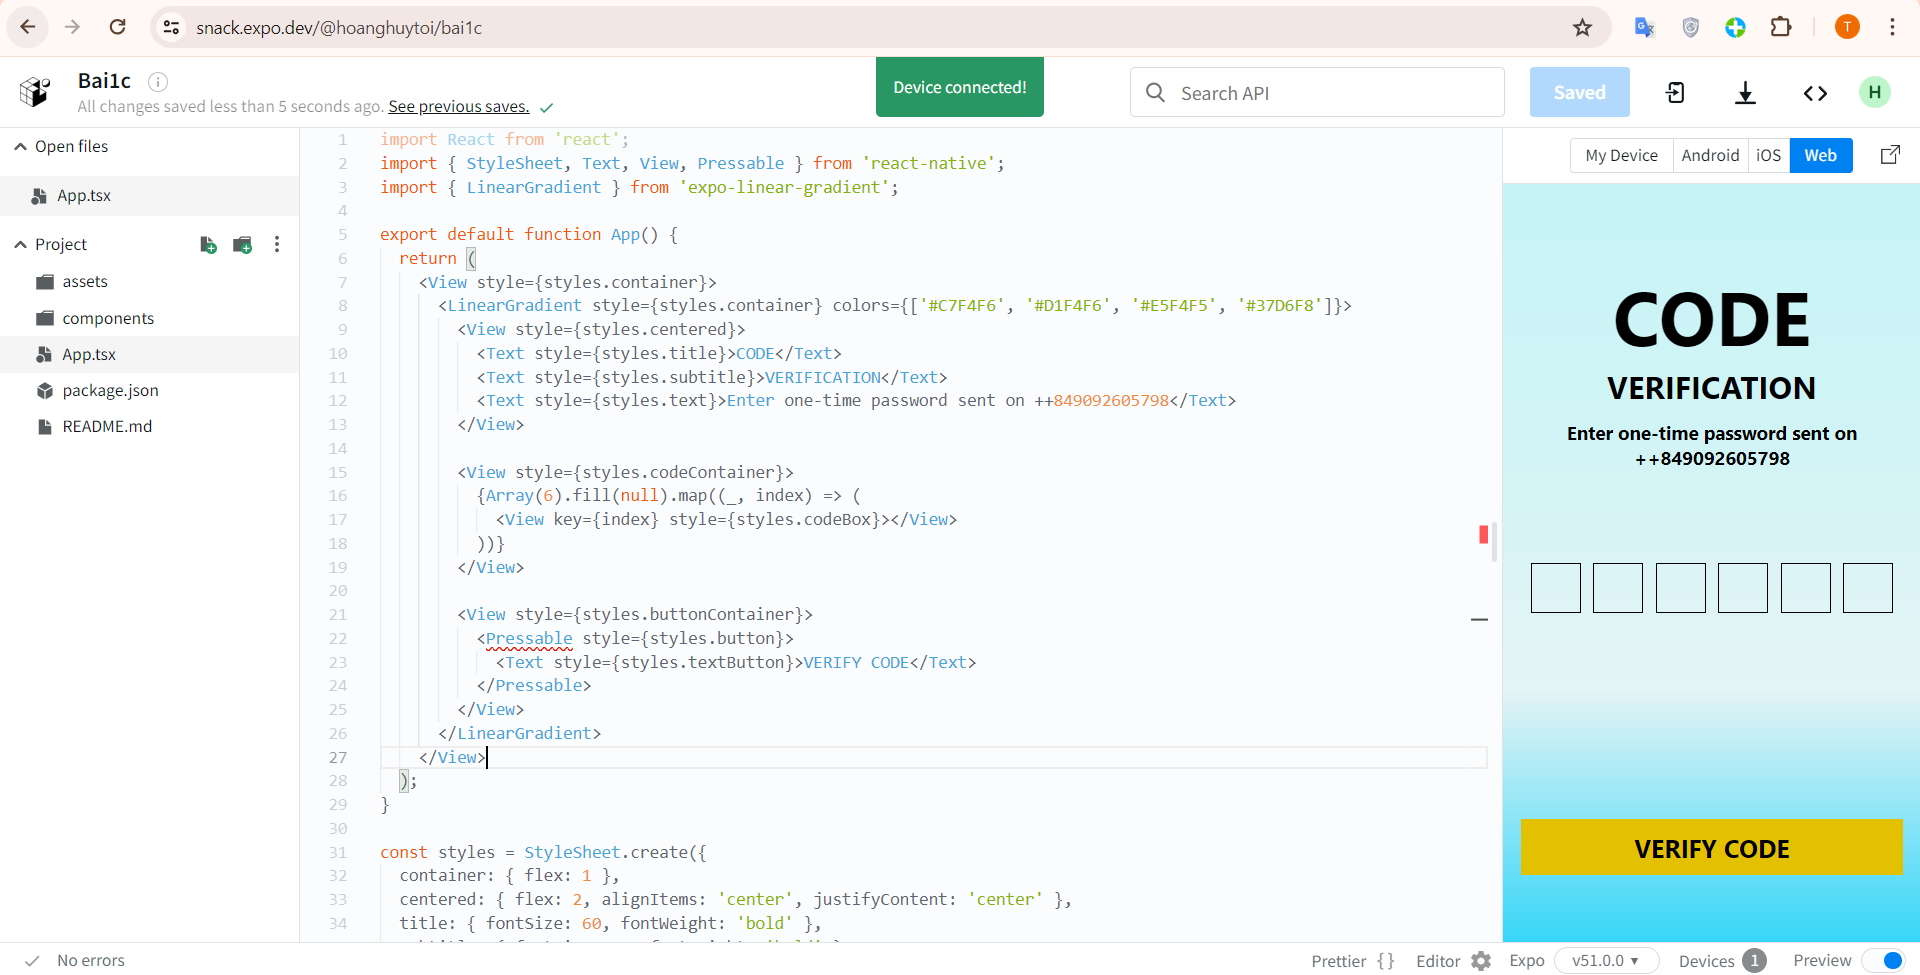 snack.expo.dev/@hoanghuytoi/bai1c
T
Bai1c
All changes saved less than 5 seconds ago. See previous saves.
Device connected!
Search API
Saved
H
Open files
App.tsx
Project
assets
components
App.tsx
package.json
README.md
1 import React from 'react';
2 import { StyleSheet, Text, View, Pressable } from 'react-native';
3 import { LinearGradient } from 'expo-linear-gradient';
4
5 export default function App() {
6 return (
7 <View style={styles.container}>
8 <LinearGradient style={styles.container} colors={['#C7F4F6', '#D1F4F6', '#E5F4F5', '#37D6F8']}>
9 <View style={styles.centered}>
10 <Text style={styles.title}>CODE</Text>
11 <Text style={styles.subtitle}>VERIFICATION</Text>
12 <Text style={styles.text}>Enter one-time password sent on ++849092605798</Text>
13 </View>
14
15 <View style={styles.codeContainer}>
16 {Array(6).fill(null).map((_, index) => (
17 <View key={index} style={styles.codeBox}></View>
18 ))}
19 </View>
20
21 <View style={styles.buttonContainer}>
22 <Pressable style={styles.button}>
23 <Text style={styles.textButton}>VERIFY CODE</Text>
24 </Pressable>
25 </View>
26 </LinearGradient>
27 </View>
28 );
29 }
30
31 const styles = StyleSheet.create({
32 container: { flex: 1 },
33 centered: { flex: 2, alignItems: 'center', justifyContent: 'center' },
34 title: { fontSize: 60, fontWeight: 'bold' },
My Device Android iOS Web
CODE
VERIFICATION
Enter one-time password sent on
++849092605798
VERIFY CODE
No errors
Prettier {} Editor Expo v51.0.0 Devices 1 Preview